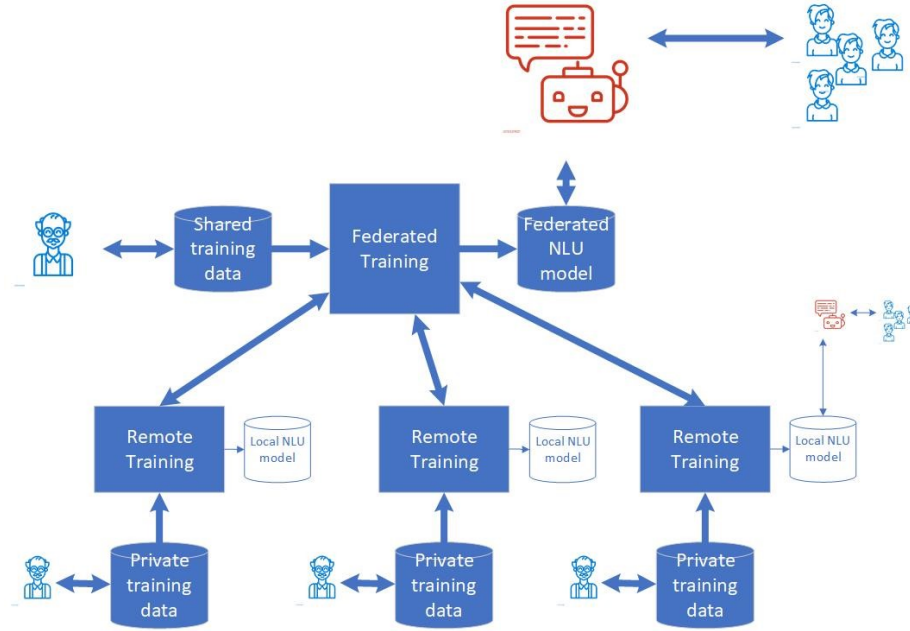 Shared
training
data
Federated
Training
Federated
NLU
model
Remote
Training
Local NLU
model
Remote
Training
Local NLU
model
Remote
Training
Local NLU
model
Private
training
data
Private
training
data
Private
training
data